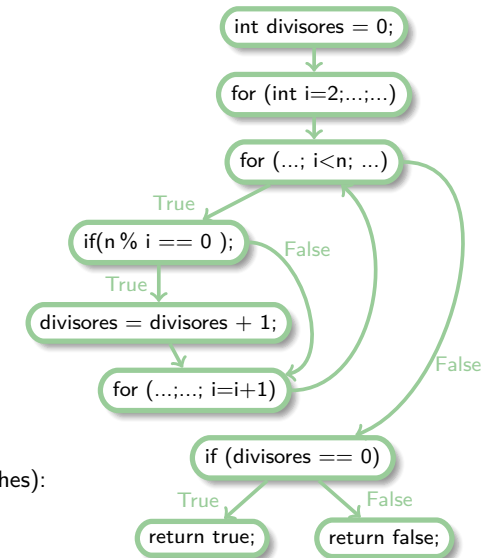 int divisores = 0;
for (int i=2;...;...)
for (...; i<n; ...)
True
if(n % i == 0 );
False
True
divisores = divisores + 1;
for (...;...; i=i+1)
False
if (divisores == 0)
hes):
True
False
return true;
return false;